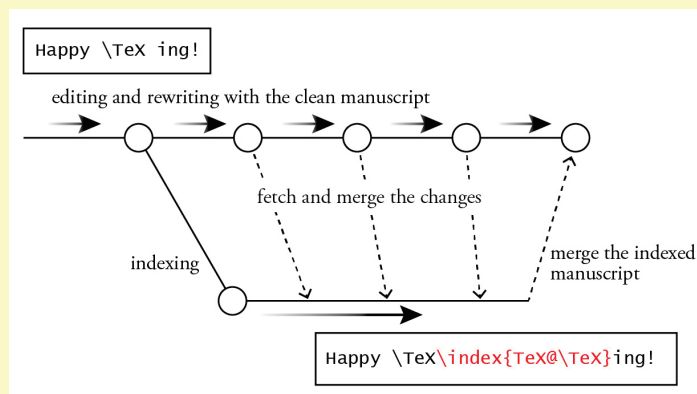 Happy \TeX ing!
editing and rewriting with the clean manuscript
fetch and merge the changes
indexing
merge the indexed
manuscript
Happy \TeX\index{TeX@\TeX}ing!